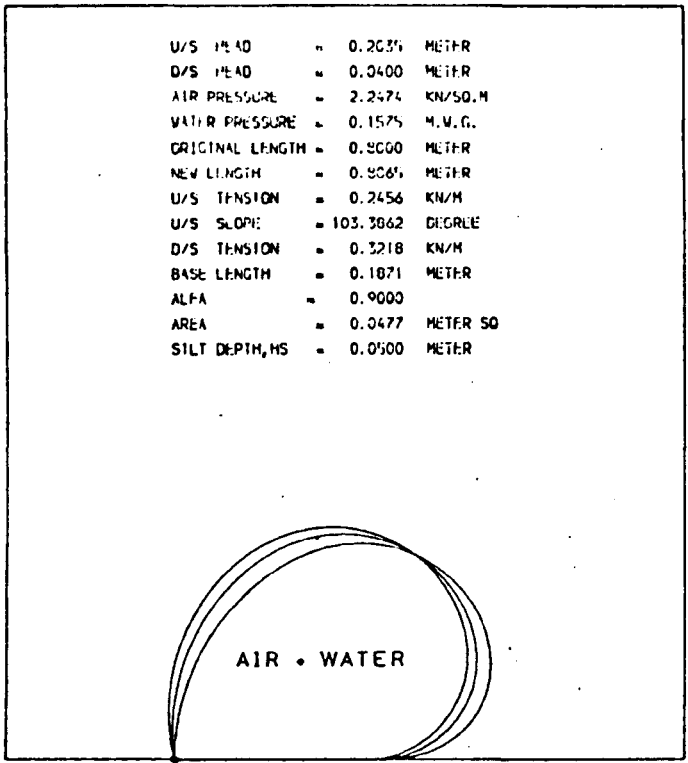 U/S HEAD = 0.2035 METER
D/S HEAD = 0.0400 METER
AIR PRESSURE = 2.2474 KN/SQ.M
WATER PRESSURE = 0.1575 M.W.G.
ORIGINAL LENGTH = 0.8000 METER
NEW LENGTH = 0.8065 METER
U/S TENSION = 0.2456 KN/M
U/S SLOPE = 103.3862 DEGREE
D/S TENSION = 0.3218 KN/M
BASE LENGTH = 0.1871 METER
ALFA = 0.9000
AREA = 0.0477 METER SQ
SILT DEPTH,HS = 0.0500 METER
AIR + WATER